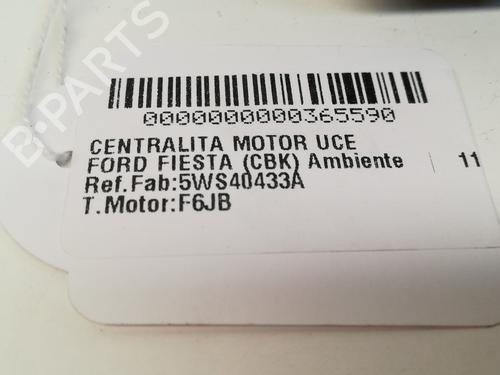 B-PARTS
0000000000365590
CENTRALITA MOTOR UCE
FORD FIESTA (CBK) Ambiente | 11
Ref.Fab:5WS40433A
T.Motor:F6JB